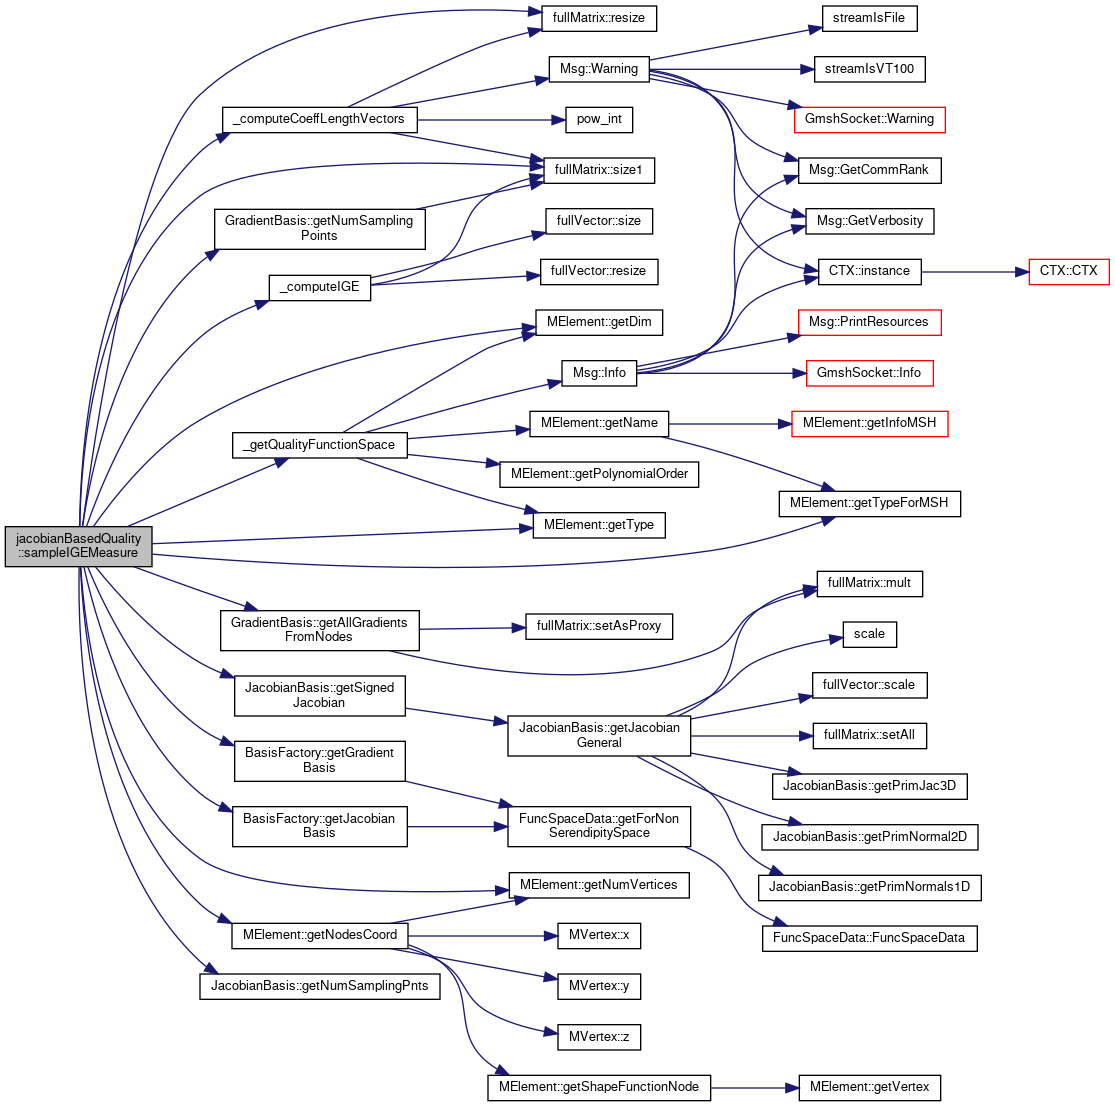 jacobianBasedQuality
::sampleIGEMeasure
_computeCoeffLengthVectors
GradientBasis::getNumSampling
Points
_computeIGE
_getQualityFunctionSpace
GradientBasis::getAllGradients
FromNodes
JacobianBasis::getSigned
Jacobian
BasisFactory::getGradient
Basis
BasisFactory::getJacobian
Basis
MElement::getNodesCoord
JacobianBasis::getNumSamplingPnts
fullMatrix::resize
Msg::Warning
pow_int
fullMatrix::size1
fullVector::size
fullVector::resize
MElement::getDim
Msg::Info
MElement::getName
MElement::getPolynomialOrder
MElement::getType
fullMatrix::setAsProxy
JacobianBasis::getJacobian
General
FuncSpaceData::getForNon
SerendipitySpace
MElement::getNumVertices
MVertex::x
MVertex::y
MVertex::z
MElement::getShapeFunctionNode
streamIsFile
streamIsVT100
GmshSocket::Warning
Msg::GetCommRank
Msg::GetVerbosity
CTX::instance
Msg::PrintResources
GmshSocket::Info
MElement::getInfoMSH
MElement::getTypeForMSH
fullMatrix::mult
scale
fullVector::scale
fullMatrix::setAll
JacobianBasis::getPrimJac3D
JacobianBasis::getPrimNormal2D
JacobianBasis::getPrimNormals1D
FuncSpaceData::FuncSpaceData
MElement::getVertex
CTX::CTX